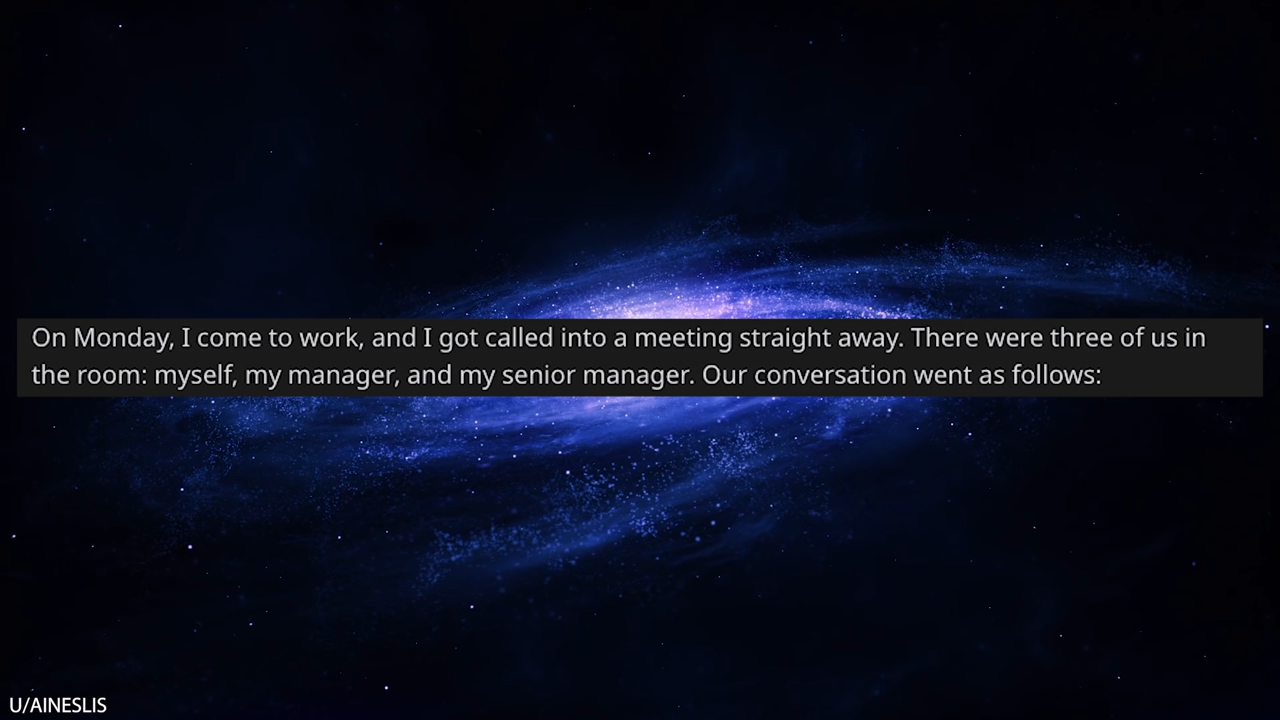 On Monday, I come to work, and I got called into a meeting straight away. There were three of us in
the room: myself, my manager, and my senior manager. Our conversation went as follows:
U/AINESLIS